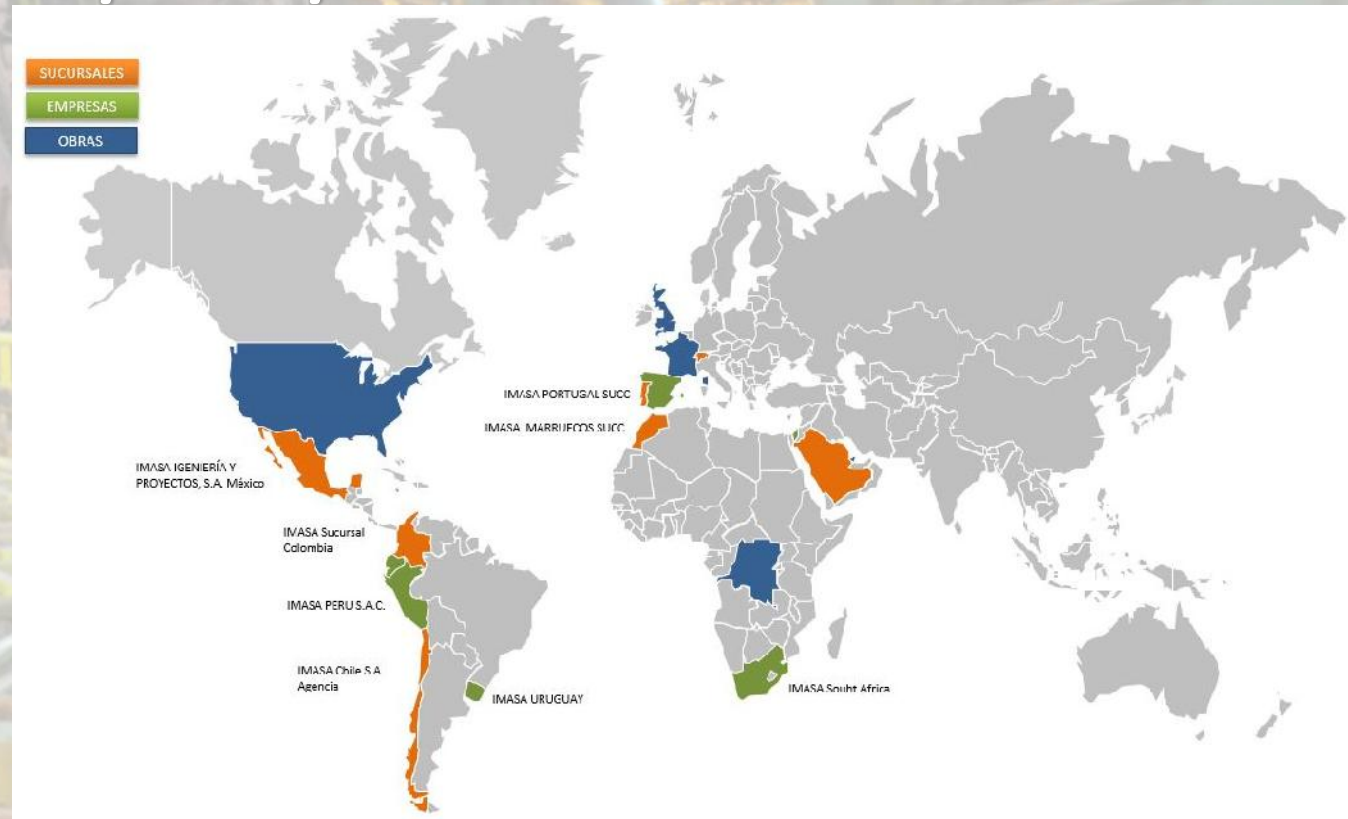 SUCURSALES
EMPRESAS
OBRAS
IMASA PORTUGAL SUCC
IMASA MARRUECOS SUCC
IMASA IGENIERÍA Y
PROYECTOS, S.A. México
IMASA Sucursal
Colombia
IMASA PERU S.A.C.
IMASA Chile S.A
Agencia
IMASA URUGUAY
IMASA Souht Africa